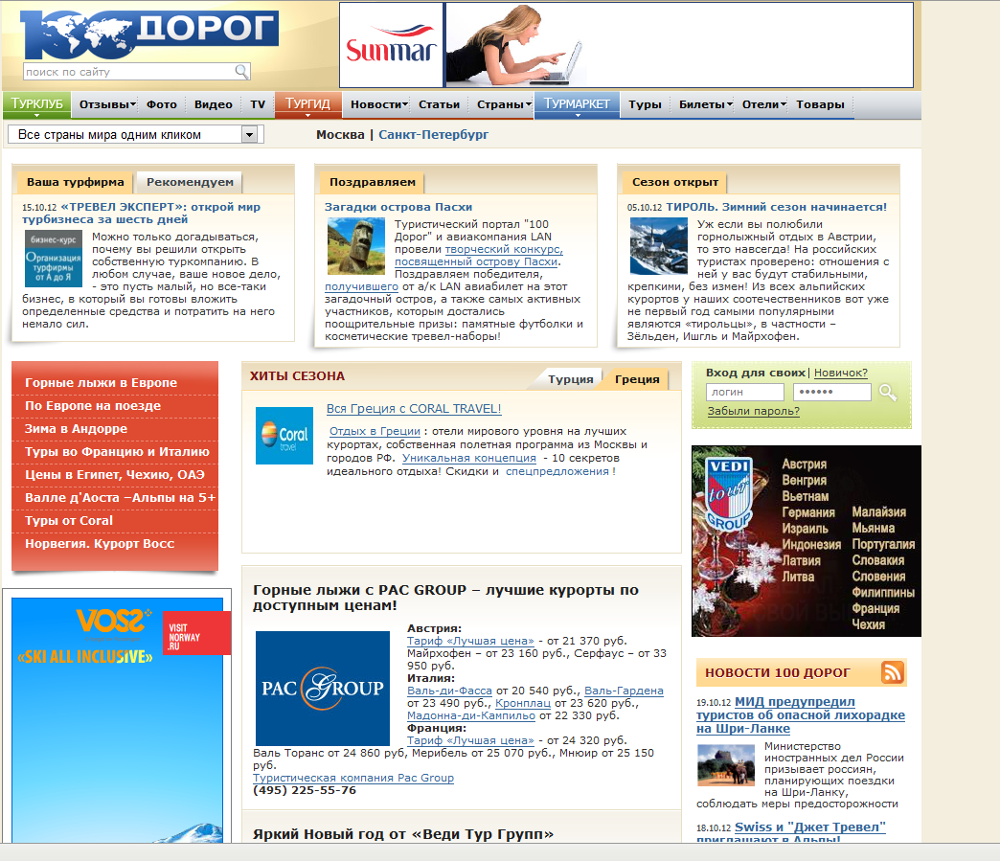 100 ДОРОГ
поиск по сайту
Sunmar
ТУРКЛУБ Отзывы Фото Видео TV ТУРГИД Новости Статьи Страны ТУРМАРКЕТ Туры Билеты Отели Товары
Все страны мира одним кликом
Москва | Санкт-Петербург
Ваша турфирма Рекомендуем
15.10.12 «ТРЕВЕЛ ЭКСПЕРТ»: открой мир
турбизнеса за шесть дней
бизнес-курс
Организация
турфирмы
от А до Я
Можно только догадываться,
почему вы решили открыть
собственную туркомпанию. В
любом случае, ваше новое дело,
- это пусть малый, но все-таки
бизнес, в который вы готовы вложить
определенные средства и потратить на него
немало сил.
Поздравляем
Загадки острова Пасхи
Туристический портал "100
Дорог" и авиакомпания LAN
провели творческий конкурс,
посвященный острову Пасхи.
Поздравляем победителя,
получившего от а/к LAN авиабилет на этот
загадочный остров, а также самых активных
участников, которым достались
поощрительные призы: памятные футболки и
косметические тревел-наборы!
Сезон открыт
05.10.12 ТИРОЛЬ. Зимний сезон начинается!
Уж если вы полюбили
горнолыжный отдых в Австрии,
то это навсегда! На российских
туристах проверено: отношения с
ней у вас будут стабильными,
крепкими, без измен! Из всех альпийских
курортов у наших соотечественников вот уже
не первый год самыми популярными
являются «тирольцы», в частности –
Зёльден, Ишгль и Майрхофен.
Горные лыжи в Европе
По Европе на поезде
Зима в Андорре
Туры во Францию и Италию
Цены в Египет, Чехию, ОАЭ
Валле д'Аоста –Альпы на 5+
Туры от Coral
Норвегия. Курорт Восс
VOSS
VISIT
NORWAY
.RU
«SKI ALL INCLUSIVE»
ХИТЫ СЕЗОНА
Турция Греция
Coral
travel
Вся Греция с CORAL TRAVEL!
Отдых в Греции : отели мирового уровня на лучших
курортах, собственная полетная программа из Москвы и
городов РФ. Уникальная концепция - 10 секретов
идеального отдыха! Скидки и спецпредложения !
Горные лыжи с PAC GROUP – лучшие курорты по
доступным ценам!
PAC GROUP
Австрия:
Тариф «Лучшая цена» - от 21 370 руб.
Майрхофен – от 23 160 руб., Серфаус – от 33
950 руб.
Италия:
Валь-ди-Фасса от 20 540 руб., Валь-Гардена
от 23 490 руб., Кронплац от 23 620 руб.,
Мадонна-ди-Кампильо от 22 330 руб.
Франция:
Тариф «Лучшая цена» - от 24 320 руб.
Валь Торанс от 24 860 руб, Мерибель от 25 070 руб., Мнюир от 25 150
руб.
Туристическая компания Pac Group
(495) 225-55-76
Яркий Новый год от «Веди Тур Групп»
Вход для своих | Новичок?
логин ••••••
Забыли пароль?
VEDI
tour
GROUP
Австрия
Венгрия
Вьетнам
Германия
Израиль
Индонезия
Латвия
Литва
Малайзия
Мьянма
Португалия
Словакия
Словения
Филиппины
Франция
Чехия
НОВОСТИ 100 ДОРОГ
19.10.12 МИД предупредил
туристов об опасной лихорадке
на Шри-Ланке
Министерство
иностранных дел России
призывает россиян,
планирующих поездки
на Шри-Ланку,
соблюдать меры предосторожности
18.10.12 Swiss и "Джет Тревел"
приглашают в Альпы!